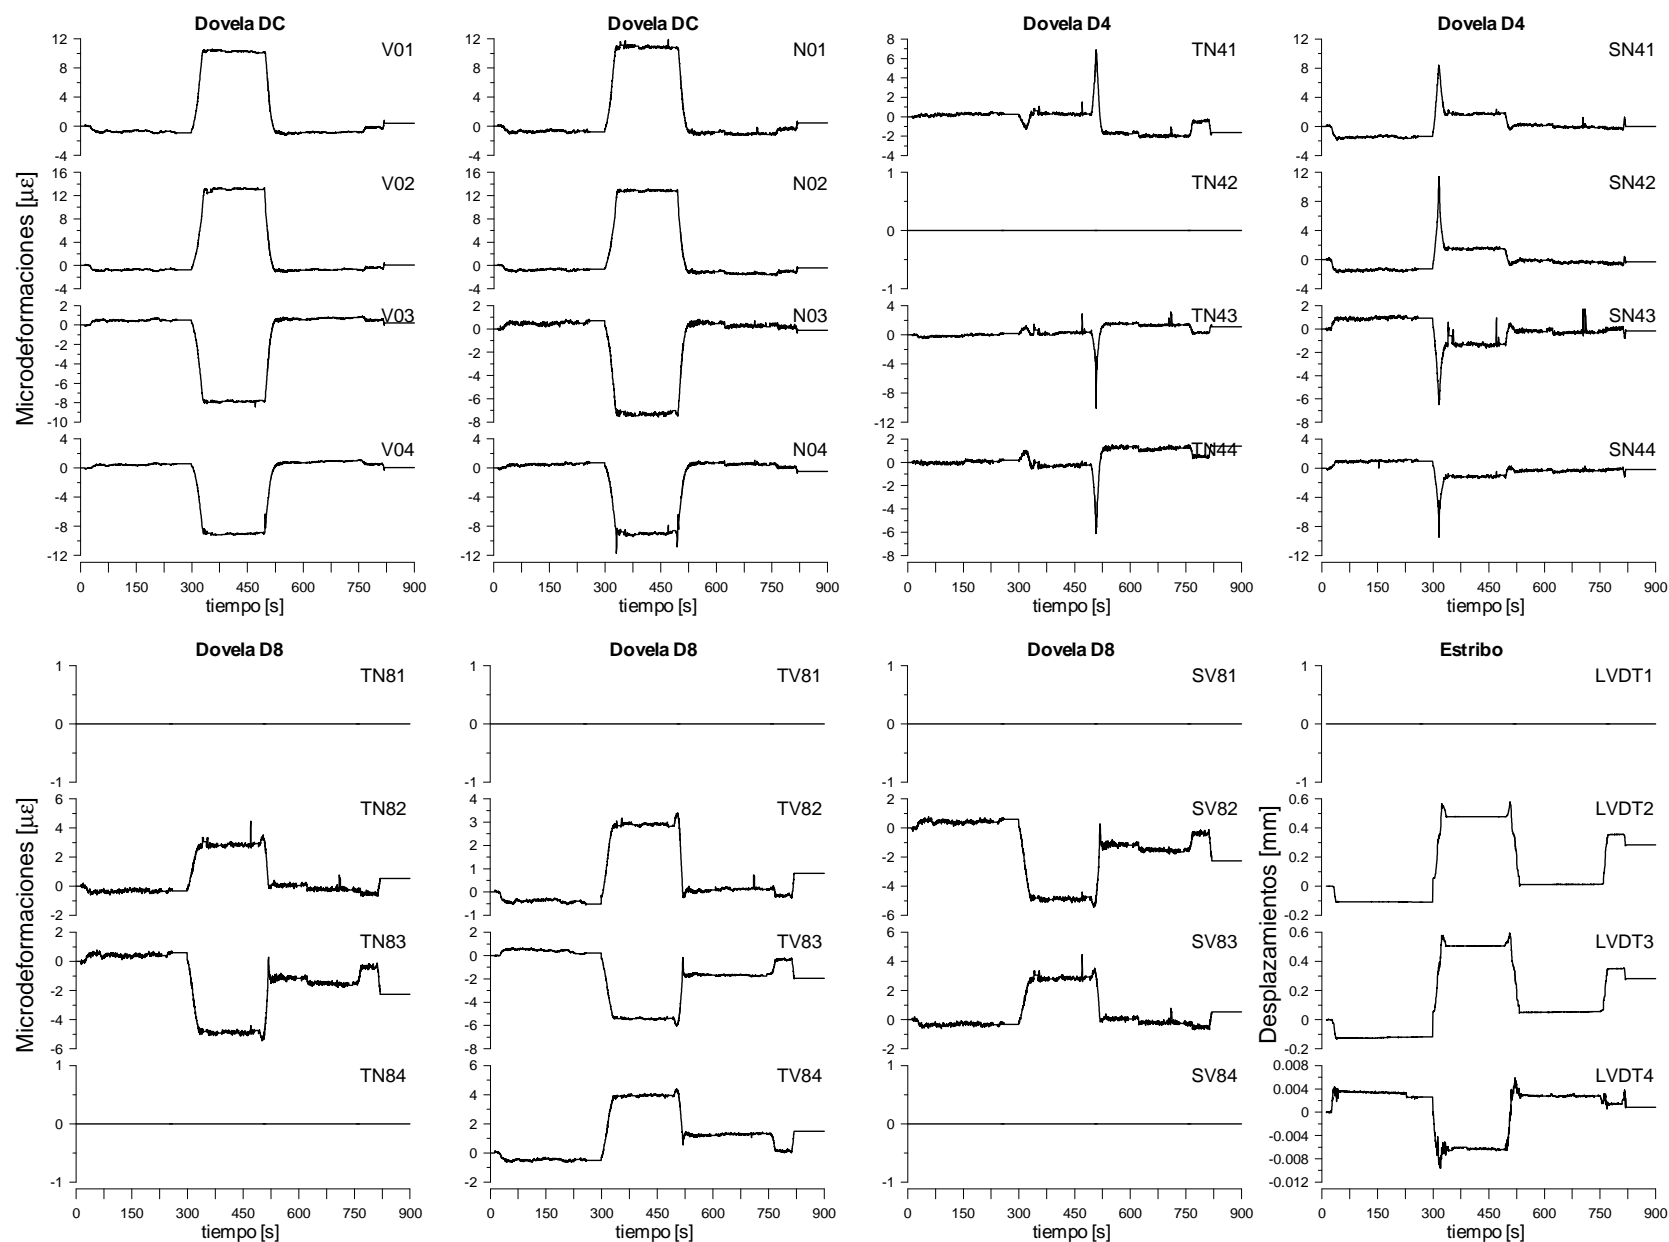 Dovela DC
Dovela DC
Dovela D4
Dovela D4
Microdeformaciones [με]
12
8
4
0
-4
V01
12
8
4
0
-4
N01
8
6
4
2
0
-2
-4
TN41
12
8
4
0
-4
SN41
16
12
8
4
0
-4
V02
16
12
8
4
0
-4
N02
1
0
-1
TN42
12
8
4
0
-4
SN42
2
0
-2
-4
-6
-8
-10
V03
2
0
-2
-4
-6
-8
N03
4
0
-4
-8
-12
TN43
2
0
-2
-4
-6
-8
SN43
4
0
-4
-8
-12
V04
4
0
-4
-8
-12
N04
2
0
-2
-4
-6
-8
TN44
4
0
-4
-8
-12
SN44
0 150 300 450 600 750 900
tiempo [s]
0 150 300 450 600 750 900
tiempo [s]
0 150 300 450 600 750 900
tiempo [s]
0 150 300 450 600 750 900
tiempo [s]
Dovela D8
Dovela D8
Dovela D8
Estribo
Microdeformaciones [με]
Desplazamientos [mm]
1
0
-1
TN81
1
0
-1
TV81
1
0
-1
SV81
1
0
-1
LVDT1
6
4
2
0
-2
TN82
4
3
2
1
0
-1
TV82
2
0
-2
-4
-6
SV82
0.6
0.4
0.2
0
-0.2
LVDT2
2
0
-2
-4
-6
TN83
2
0
-2
-4
-6
-8
TV83
6
4
2
0
-2
SV83
0.6
0.4
0.2
0
-0.2
LVDT3
1
0
-1
TN84
6
4
2
0
-2
TV84
1
0
-1
SV84
0.008
0.004
0
-0.004
-0.008
-0.012
LVDT4
0 150 300 450 600 750 900
tiempo [s]
0 150 300 450 600 750 900
tiempo [s]
0 150 300 450 600 750 900
tiempo [s]
0 150 300 450 600 750 900
tiempo [s]